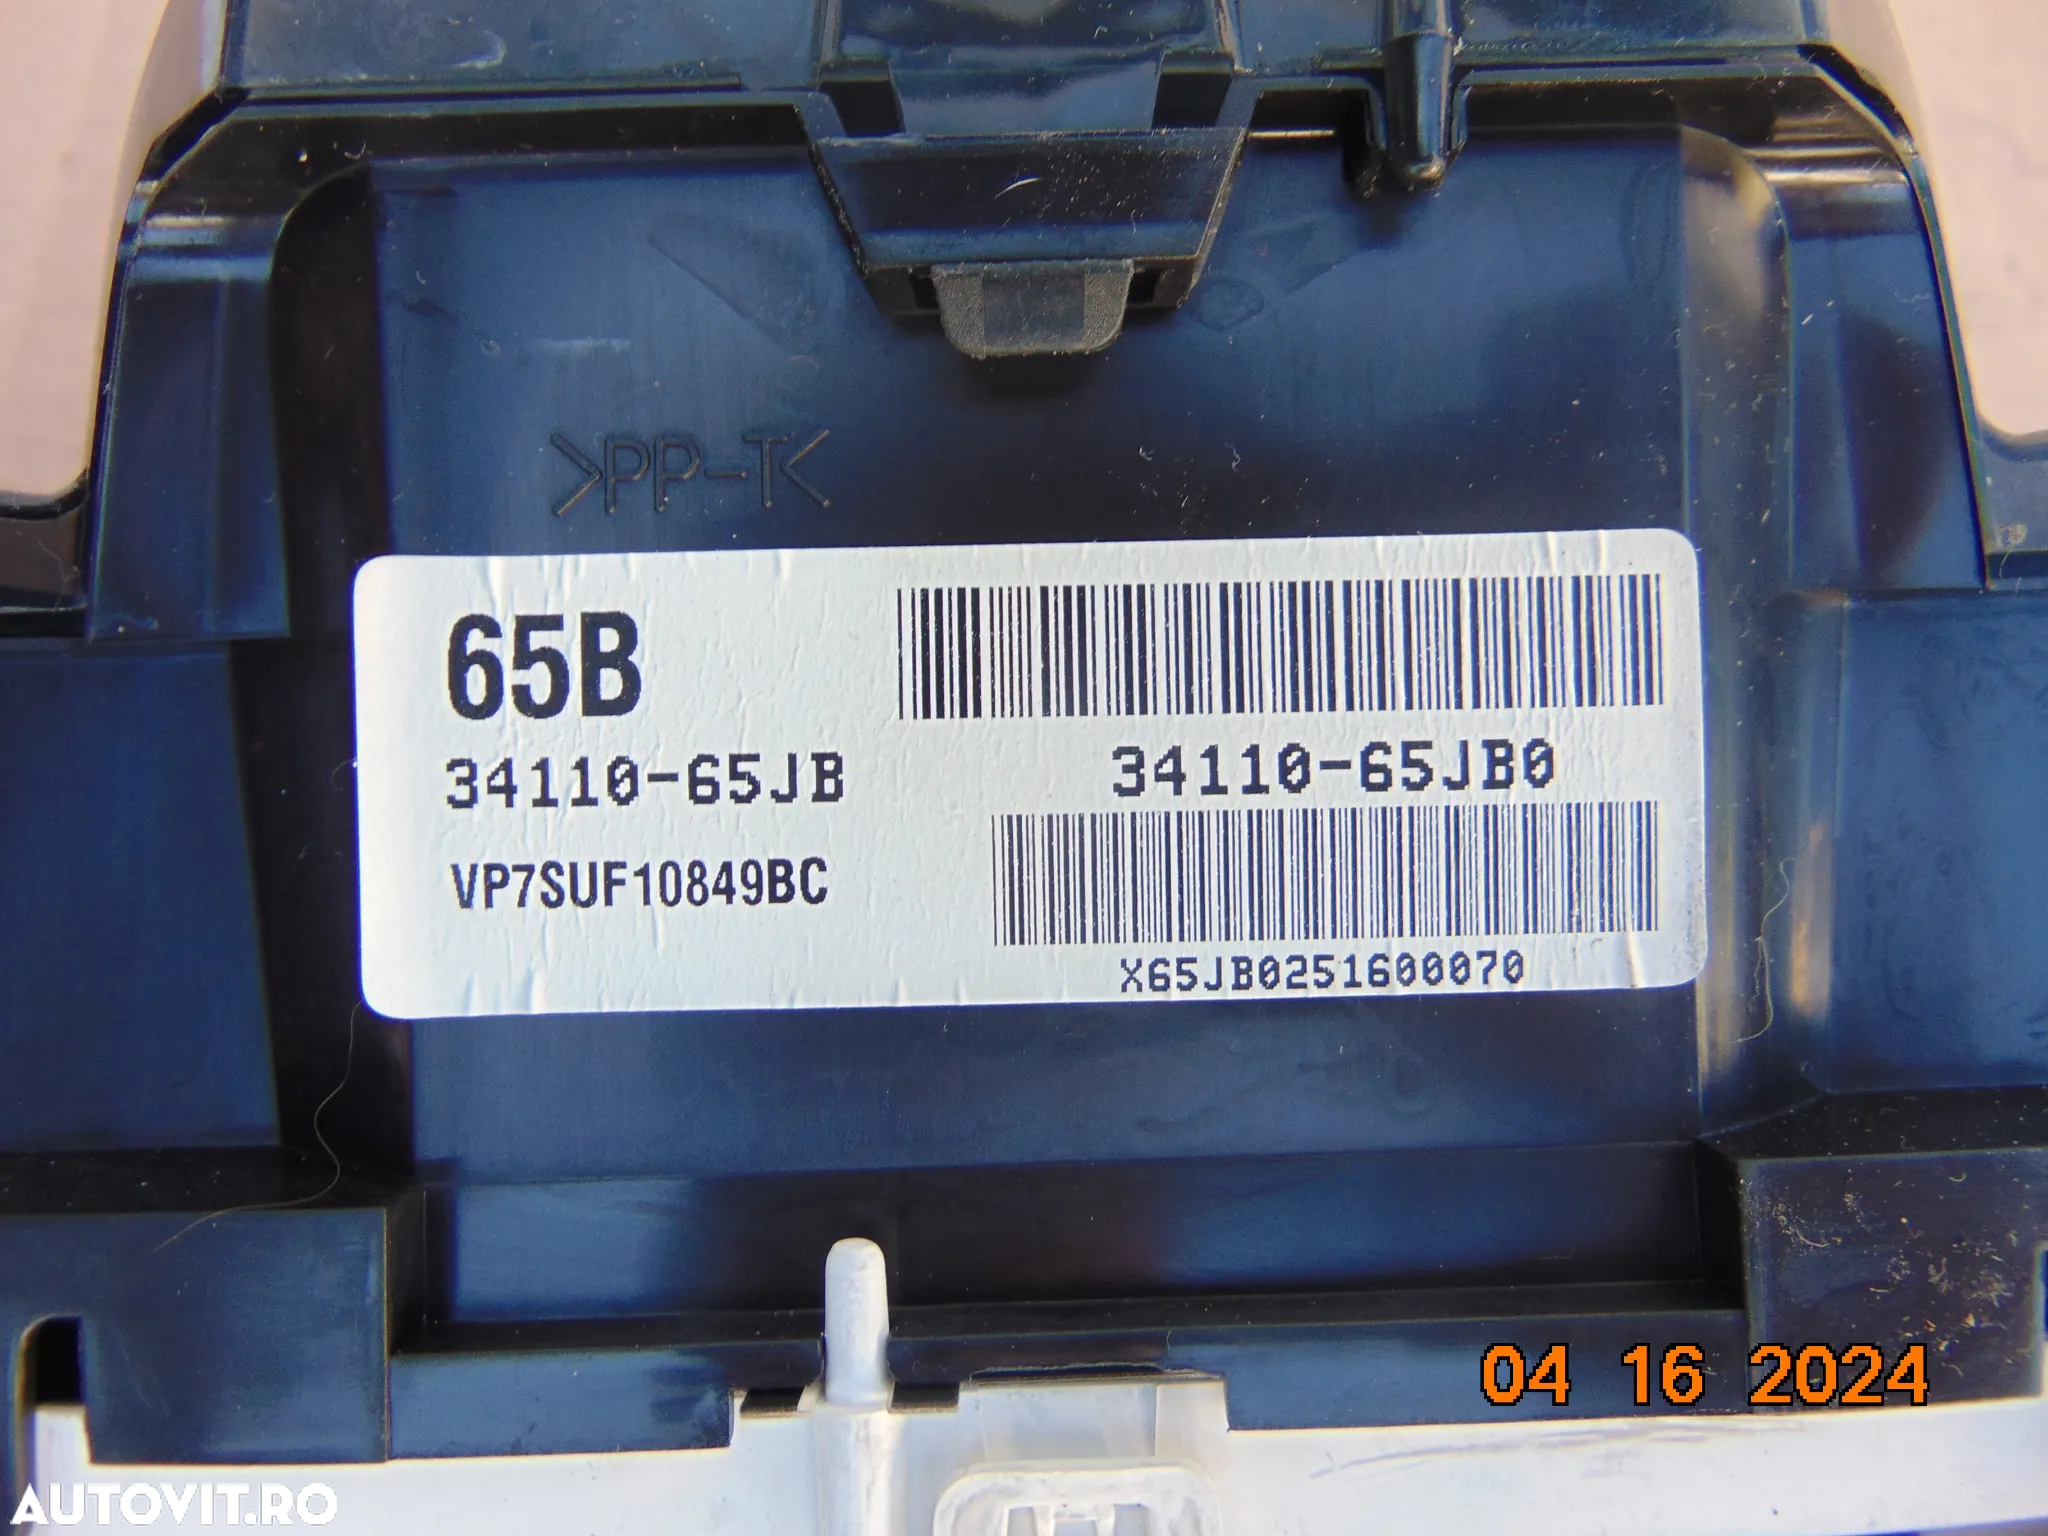 >PP-T<
65B
34110-65JB
34110-65JB0
VP7SUF10849BC
X65JB0251600070
04 16 2024
AUTOVIT.RO